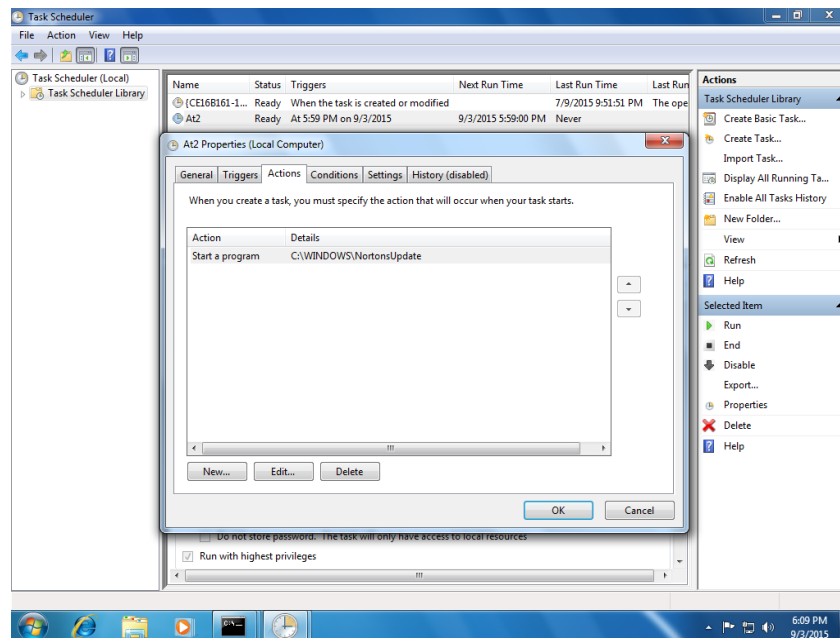 Task Scheduler
File Action View Help
Task Scheduler (Local)
Task Scheduler Library
Name Status Triggers Next Run Time Last Run Time Last Run
{CE16B161-1... Ready When the task is created or modified 7/9/2015 9:51:51 PM The ope
At2 Ready At 5:59 PM on 9/3/2015 9/3/2015 5:59:00 PM Never
At2 Properties (Local Computer)
General Triggers Actions Conditions Settings History (disabled)
When you create a task, you must specify the action that will occur when your task starts.
Action Details
Start a program C:\WINDOWS\NortonsUpdate
New... Edit... Delete
OK Cancel
Do not store password. The task will only have access to local resources
Run with highest privileges
Actions
Task Scheduler Library
Create Basic Task...
Create Task...
Import Task...
Display All Running Ta...
Enable All Tasks History
New Folder...
View
Refresh
Help
Selected Item
Run
End
Disable
Export...
Properties
Delete
Help
6:09 PM
9/3/2015